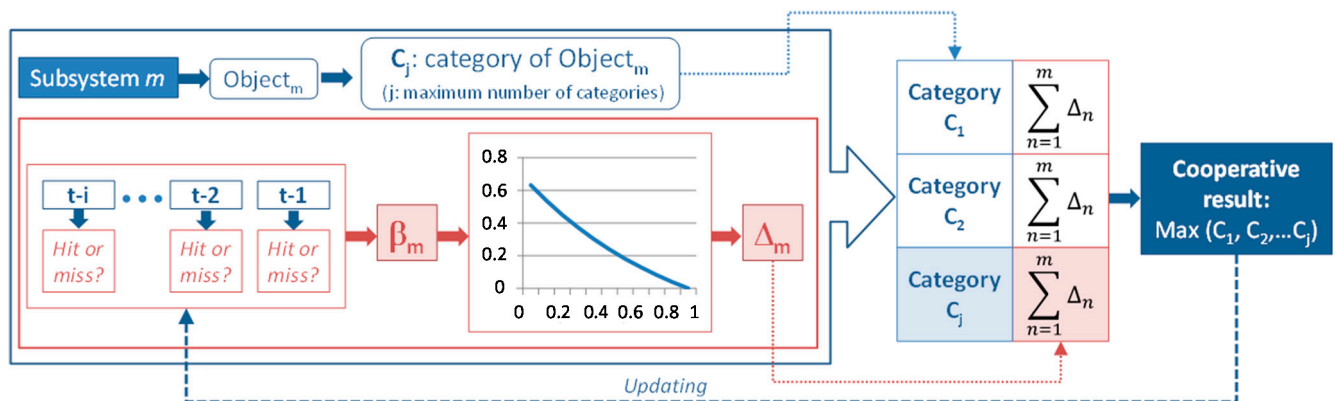 Subsystem m
Object_m
C_j: category of Object_m
(j: maximum number of categories)
t-i
•••
t-2
t-1
Hit or
miss?
Hit or
miss?
Hit or
miss?
β_m
0.8
0.6
0.4
0.2
0
0 0.2 0.4 0.6 0.8 1
Δ_m
Category
C_1
m
∑ Δ_n
n=1
Category
C_2
m
∑ Δ_n
n=1
Category
C_j
m
∑ Δ_n
n=1
Cooperative
result:
Max (C_1, C_2,...C_j)
Updating